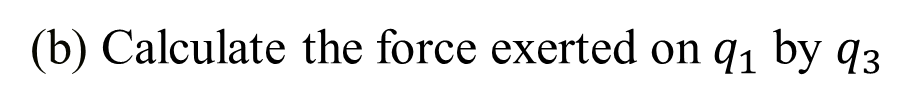 (b) Calculate the force exerted on q₁ by q₃